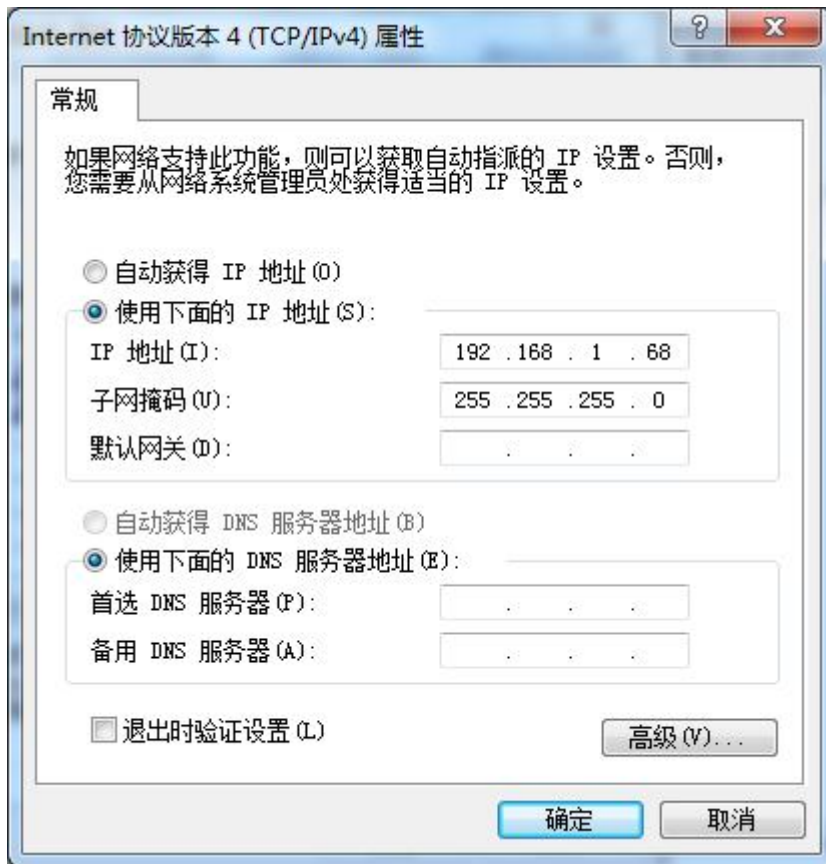 Internet 协议版本 4 (TCP/IPv4) 属性
常规
如果网络支持此功能，则可以获取自动指派的 IP 设置。否则，
您需要从网络系统管理员处获得适当的 IP 设置。
自动获得 IP 地址(O)
使用下面的 IP 地址(S):
IP 地址(I): 192 .168 . 1 . 68
子网掩码(U): 255 .255 .255 . 0
默认网关(D): . . .
自动获得 DNS 服务器地址(B)
使用下面的 DNS 服务器地址(E):
首选 DNS 服务器(P): . . .
备用 DNS 服务器(A): . . .
退出时验证设置(L)
高级(V)...
确定 取消